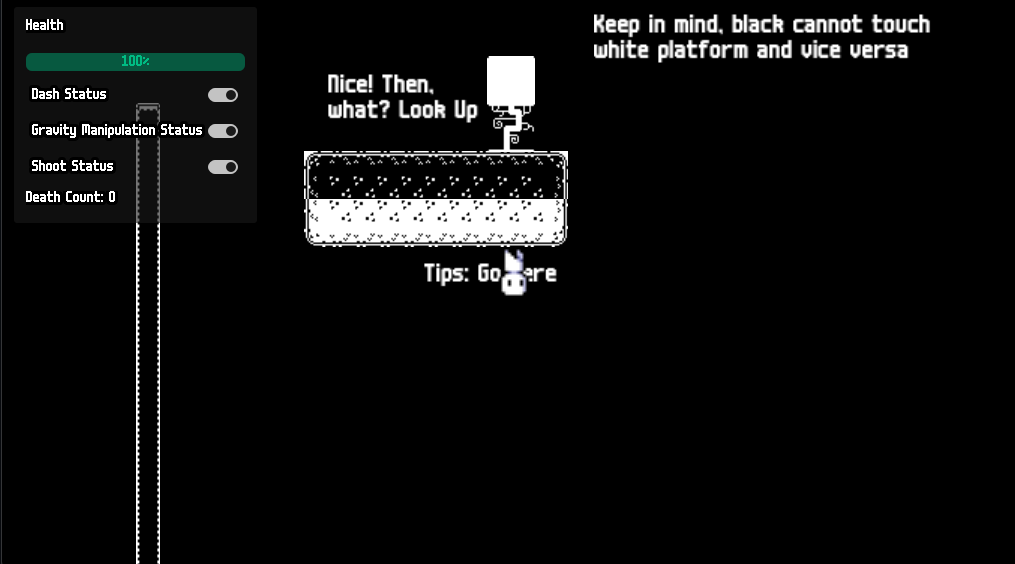 Health
100%
Dash Status
Gravity Manipulation Status
Shoot Status
Death Count: 0
Nice! Then,
what? Look Up
Keep in mind, black cannot touch
white platform and vice versa
Tips: Go